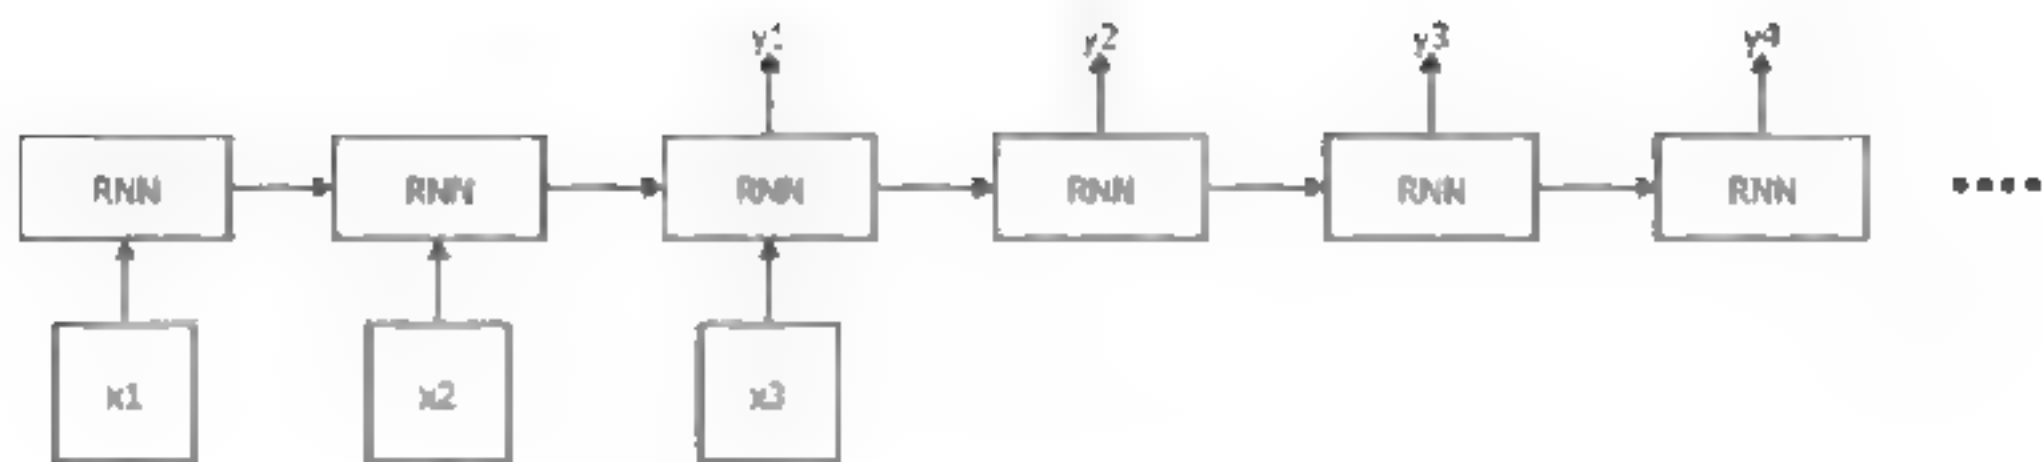 y1 y2 y3 y4
RNN RNN RNN RNN RNN RNN ....
x1 x2 x3